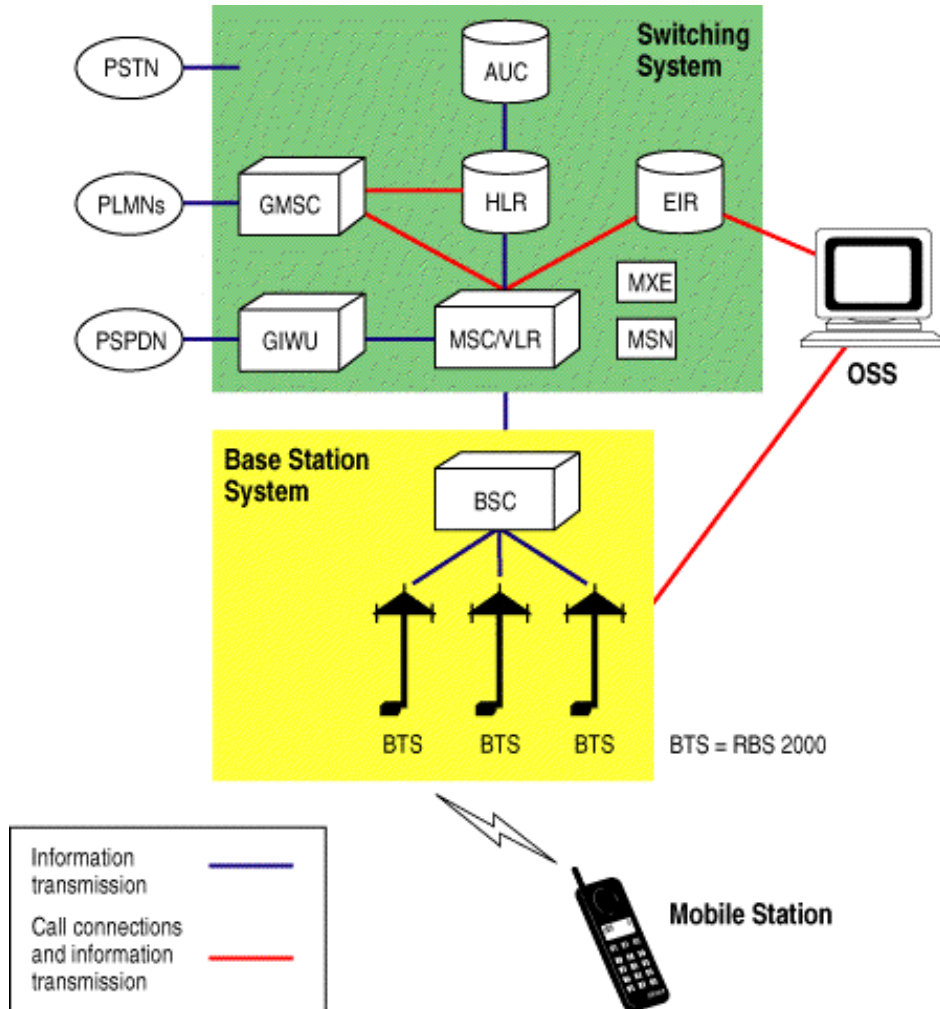 Switching
System
PSTN
AUC
PLMNs
GMSC
HLR
EIR
MXE
PSPDN
GIWU
MSC/VLR
MSN
OSS
Base Station
System
BSC
BTS
BTS
BTS
BTS = RBS 2000
Information
transmission
Call connections
and information
transmission
Mobile Station